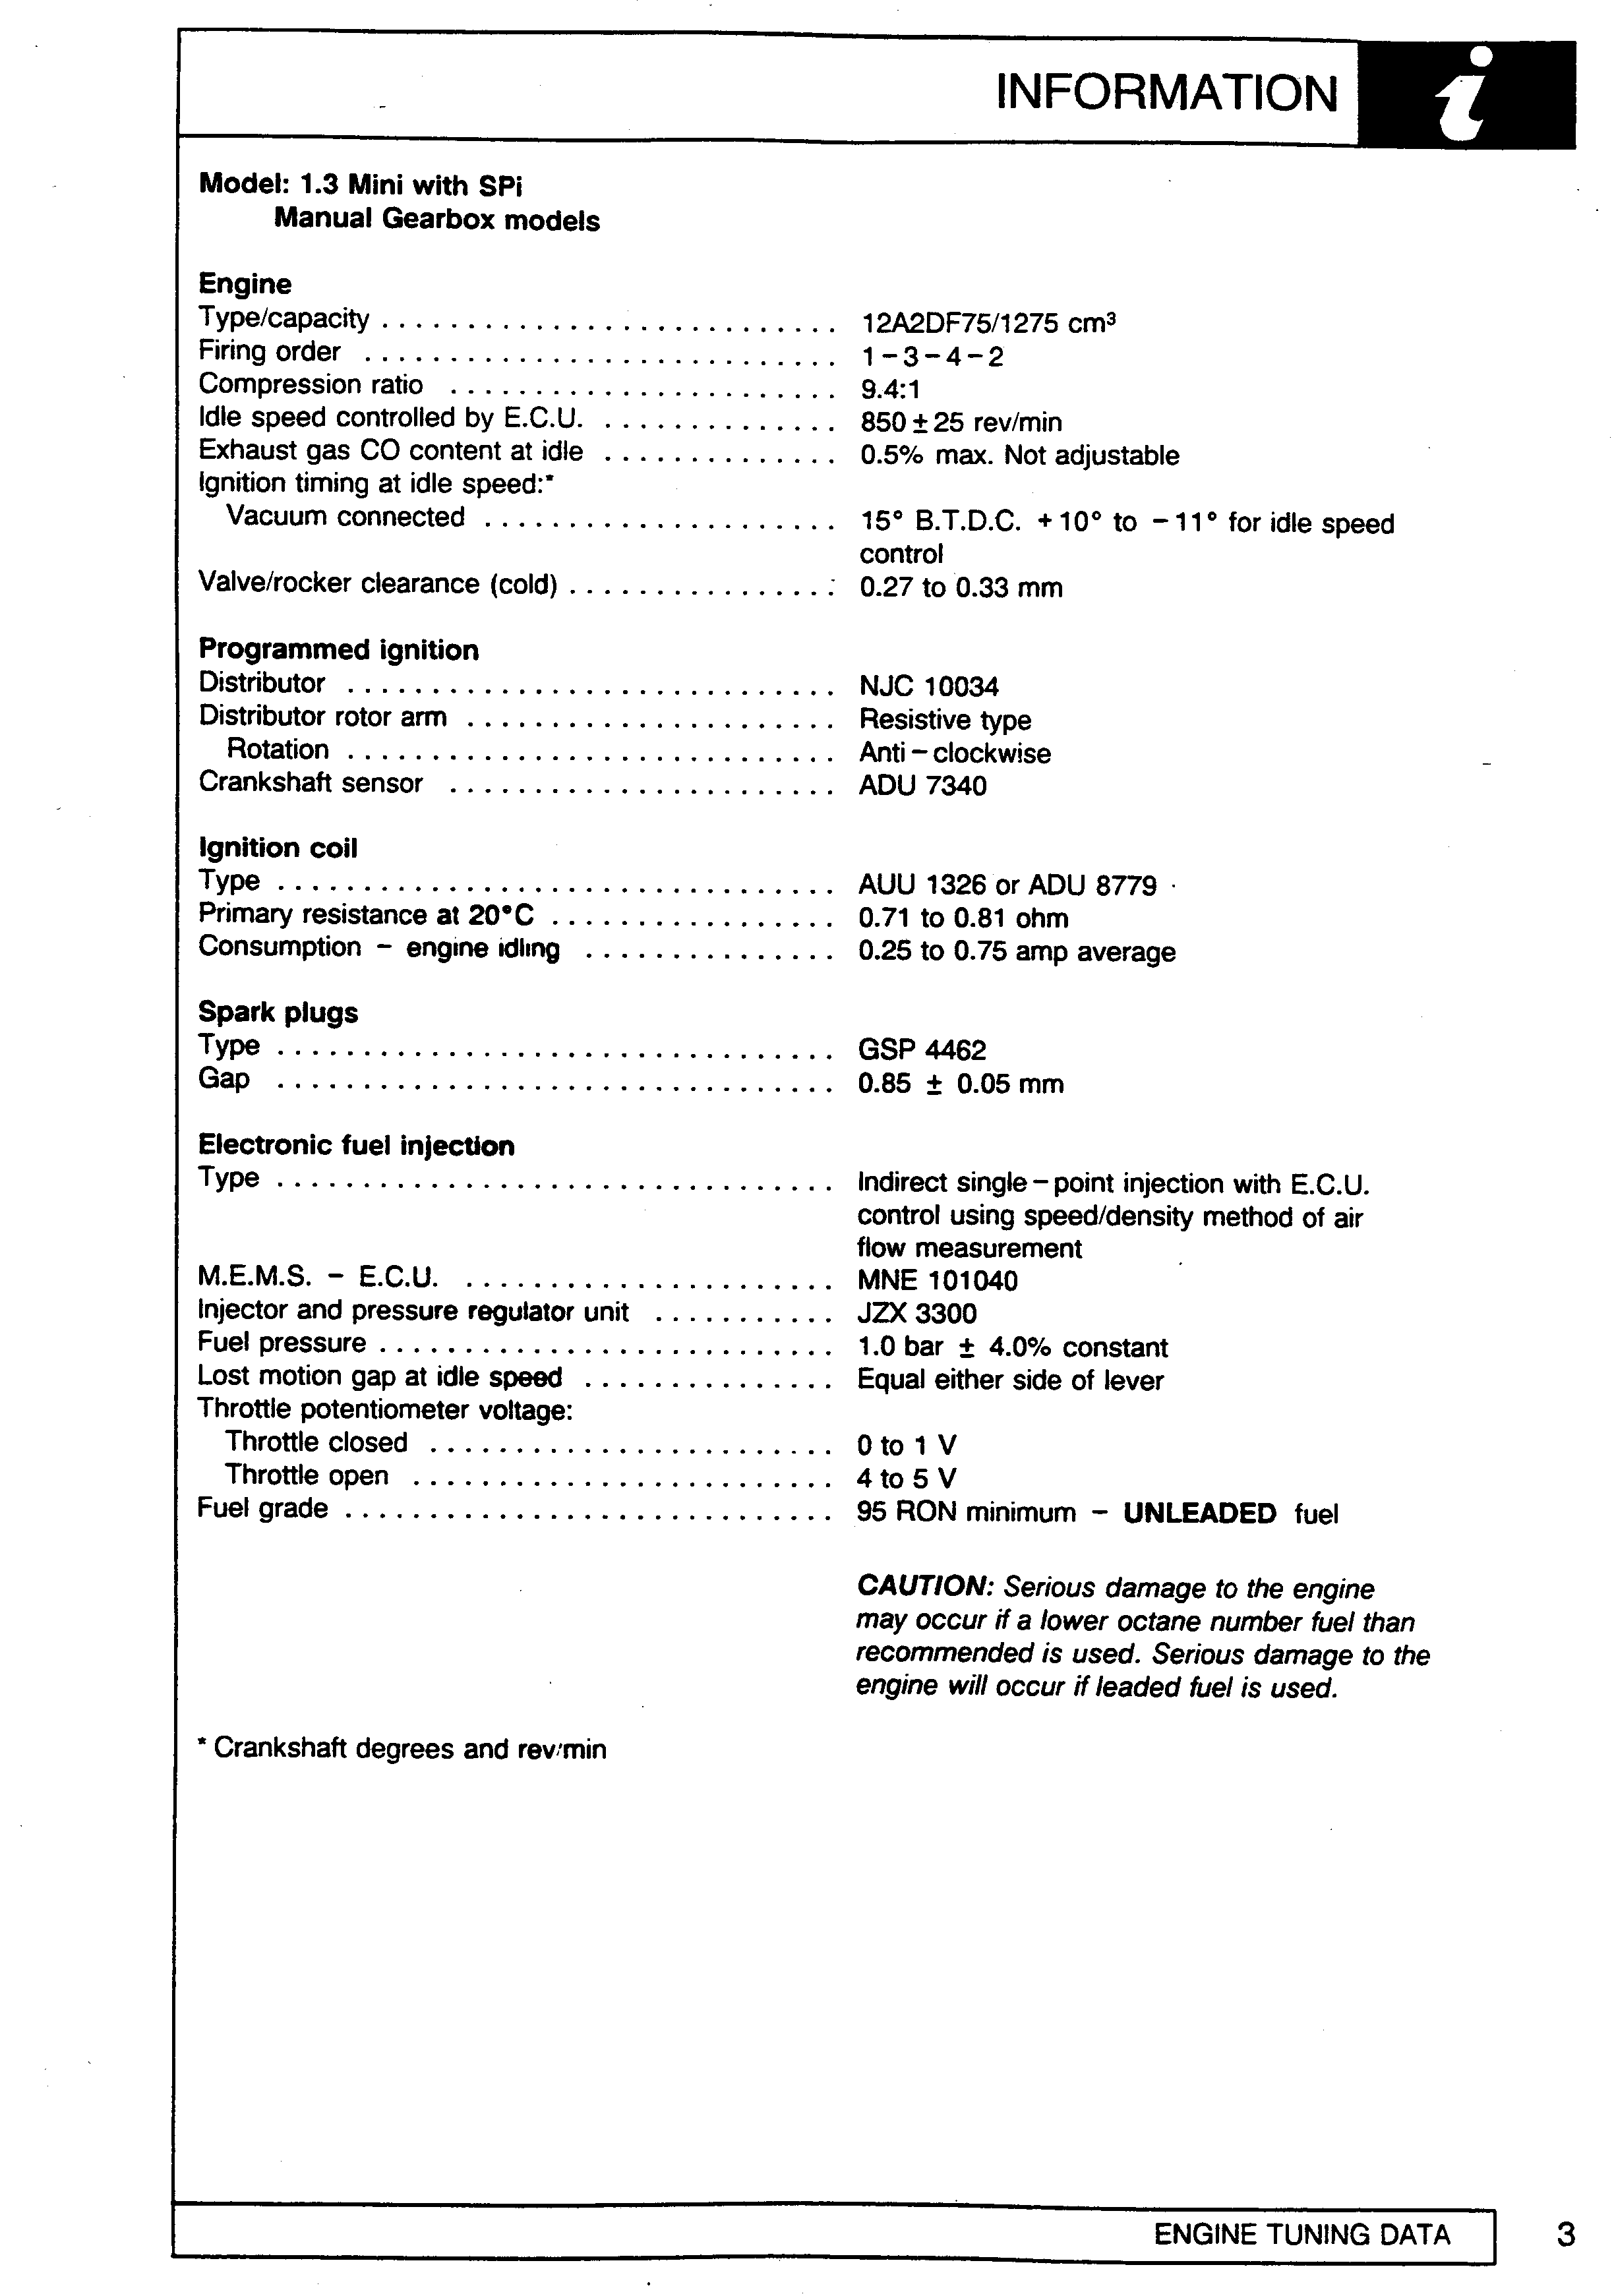 INFORMATION i
Model: 1.3 Mini with SPi
Manual Gearbox models
Engine
Type/capacity ........................... 12A2DF75/1275 cm³
Firing order ............................ 1-3-4-2
Compression ratio ....................... 9.4:1
Idle speed controlled by E.C.U. .............. 850 ± 25 rev/min
Exhaust gas CO content at idle .............. 0.5% max. Not adjustable
Ignition timing at idle speed:*
Vacuum connected ..................... 15° B.T.D.C. +10° to -11° for idle speed
control
Valve/rocker clearance (cold) ................ 0.27 to 0.33 mm
Programmed ignition
Distributor ............................. NJC 10034
Distributor rotor arm ...................... Resistive type
Rotation ............................. Anti-clockwise
Crankshaft sensor ....................... ADU 7340
Ignition coil
Type ................................. AUU 1326 or ADU 8779
Primary resistance at 20°C ................. 0.71 to 0.81 ohm
Consumption - engine idling ............... 0.25 to 0.75 amp average
Spark plugs
Type ................................. GSP 4462
Gap ................................. 0.85 ± 0.05 mm
Electronic fuel injection
Type ................................. Indirect single-point injection with E.C.U.
control using speed/density method of air
flow measurement
M.E.M.S. - E.C.U. ...................... MNE 101040
Injector and pressure regulator unit ........... JZX 3300
Fuel pressure ........................... 1.0 bar ± 4.0% constant
Lost motion gap at idle speed ............... Equal either side of lever
Throttle potentiometer voltage:
Throttle closed ........................ 0 to 1 V
Throttle open ......................... 4 to 5 V
Fuel grade ............................. 95 RON minimum - UNLEADED fuel
CAUTION: Serious damage to the engine
may occur if a lower octane number fuel than
recommended is used. Serious damage to the
engine will occur if leaded fuel is used.
* Crankshaft degrees and rev/min
ENGINE TUNING DATA 3